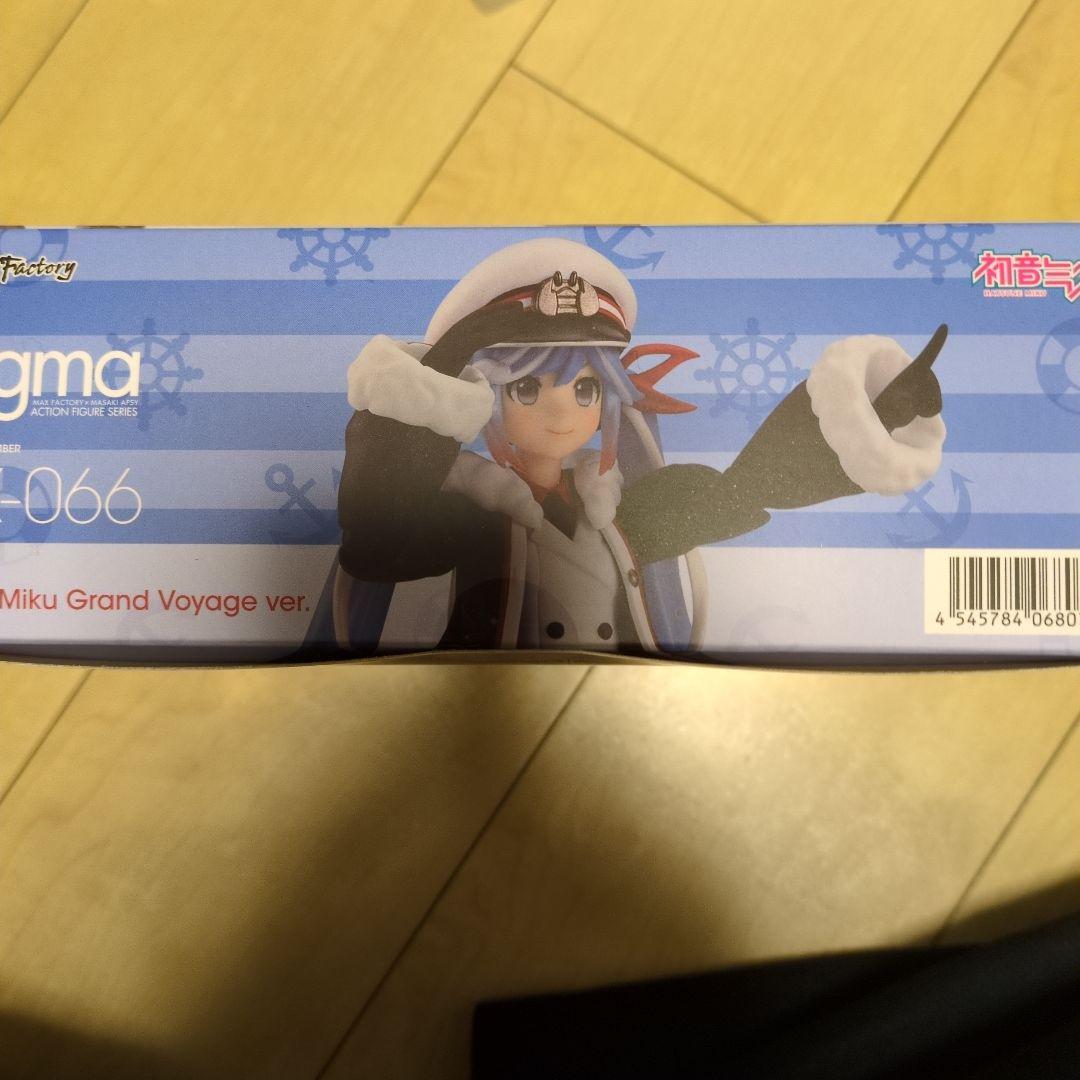 Factory
初音ミク
HATSUNE MIKU
gma
MAX FACTORY × MASAKI APSY
ACTION FIGURE SERIES
-066
Miku Grand Voyage ver.
4 545784 0680